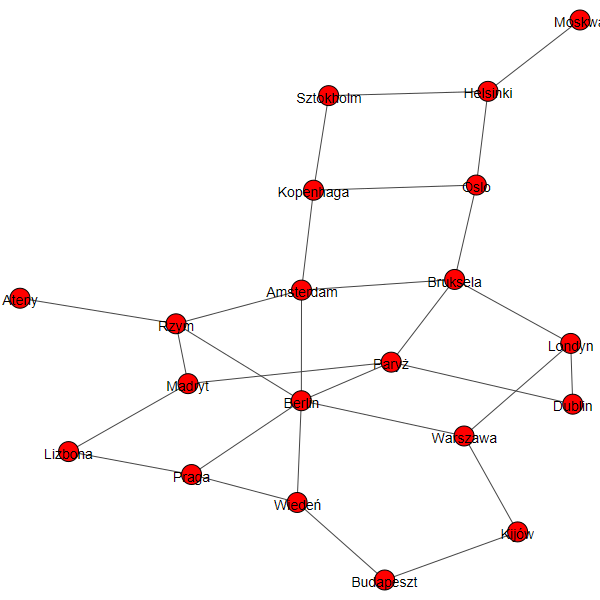 Moskwa
Helsinki
Sztokholm
Oslo
Kopenhaga
Bruksela
Amsterdam
Ateny
Rzym
Londyn
Paryż
Madryt
Berlin
Dublin
Warszawa
Lizbona
Praga
Wiedeń
Kijów
Budapeszt